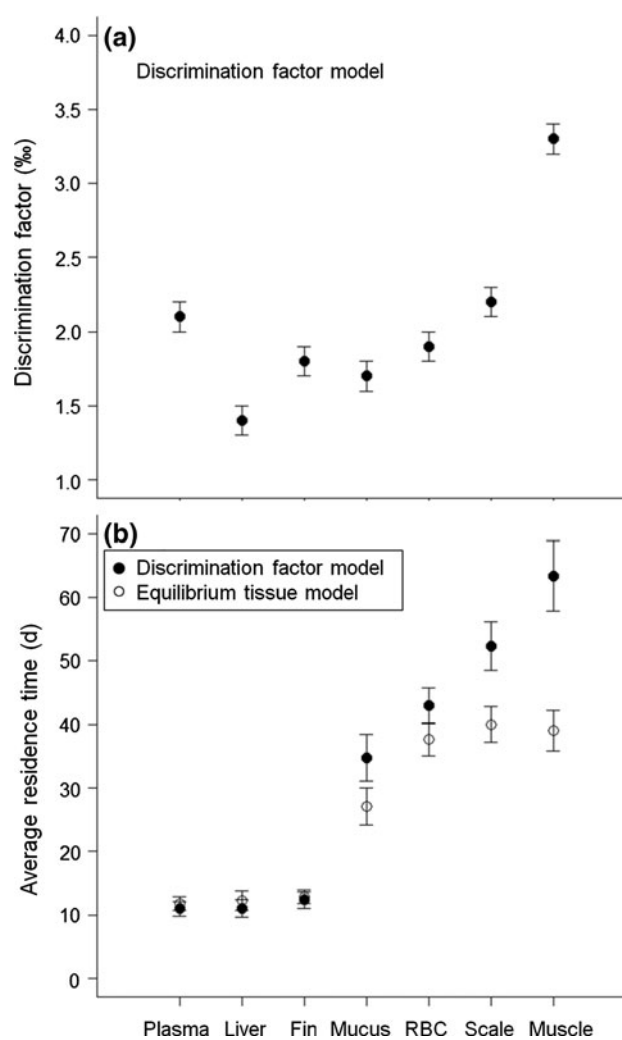 (a)
Discrimination factor model
Discrimination factor (‰)
4.0
3.5
3.0
2.5
2.0
1.5
1.0
(b)
Discrimination factor model
Equilibrium tissue model
Average residence time (d)
70
60
50
40
30
20
10
0
Plasma Liver Fin Mucus RBC Scale Muscle